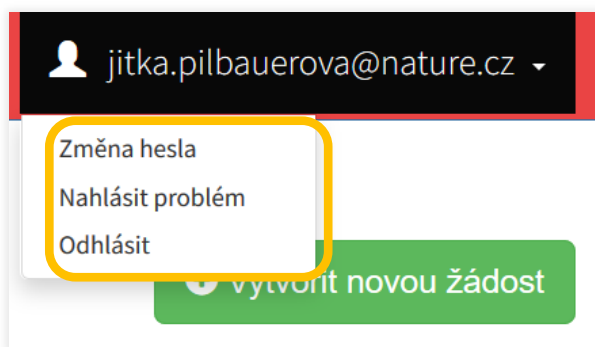 jitka.pilbauerova@nature.cz
Změna hesla
Nahlásit problém
Odhlásit
Vytvořit novou žádost